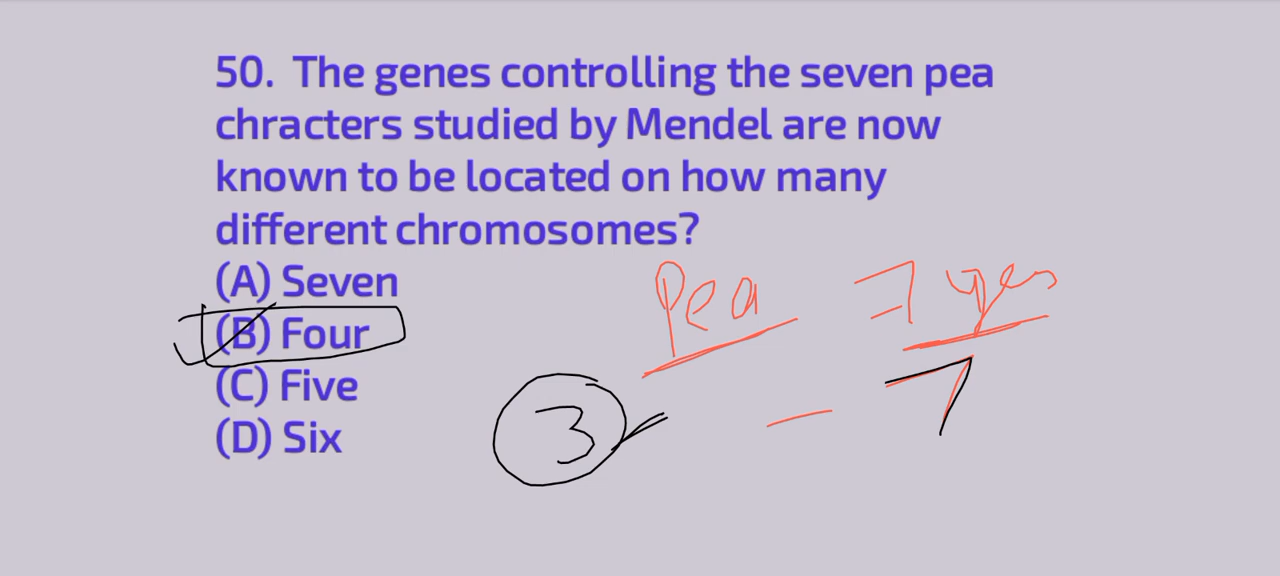 50. The genes controlling the seven pea
chracters studied by Mendel are now
known to be located on how many
different chromosomes?
(A) Seven
(B) Four
(C) Five
(D) Six
Pea 7
3 - 7